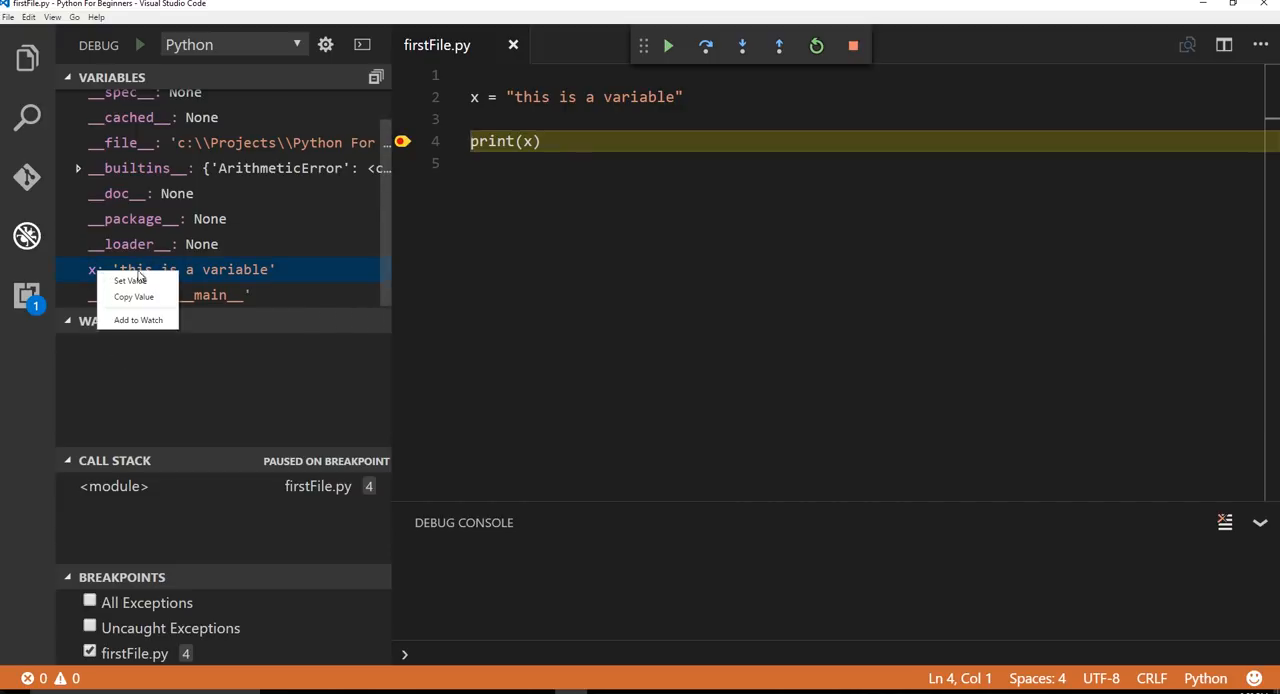 firstFile.py - Python For Beginners - Visual Studio Code
File Edit View Go Help
DEBUG Python
VARIABLES
__spec__: None
__cached__: None
__file__: 'c:\\Projects\\Python For ...
__builtins__: {'ArithmeticError': <c...
__doc__: None
__package__: None
__loader__: None
x: 'this is a variable'
__main__'
Set Value
Copy Value
Add to Watch
CALL STACK PAUSED ON BREAKPOINT
<module> firstFile.py 4
BREAKPOINTS
All Exceptions
Uncaught Exceptions
firstFile.py 4
1
firstFile.py
1
2 x = "this is a variable"
3
4 print(x)
5
DEBUG CONSOLE
0 0
Ln 4, Col 1 Spaces: 4 UTF-8 CRLF Python